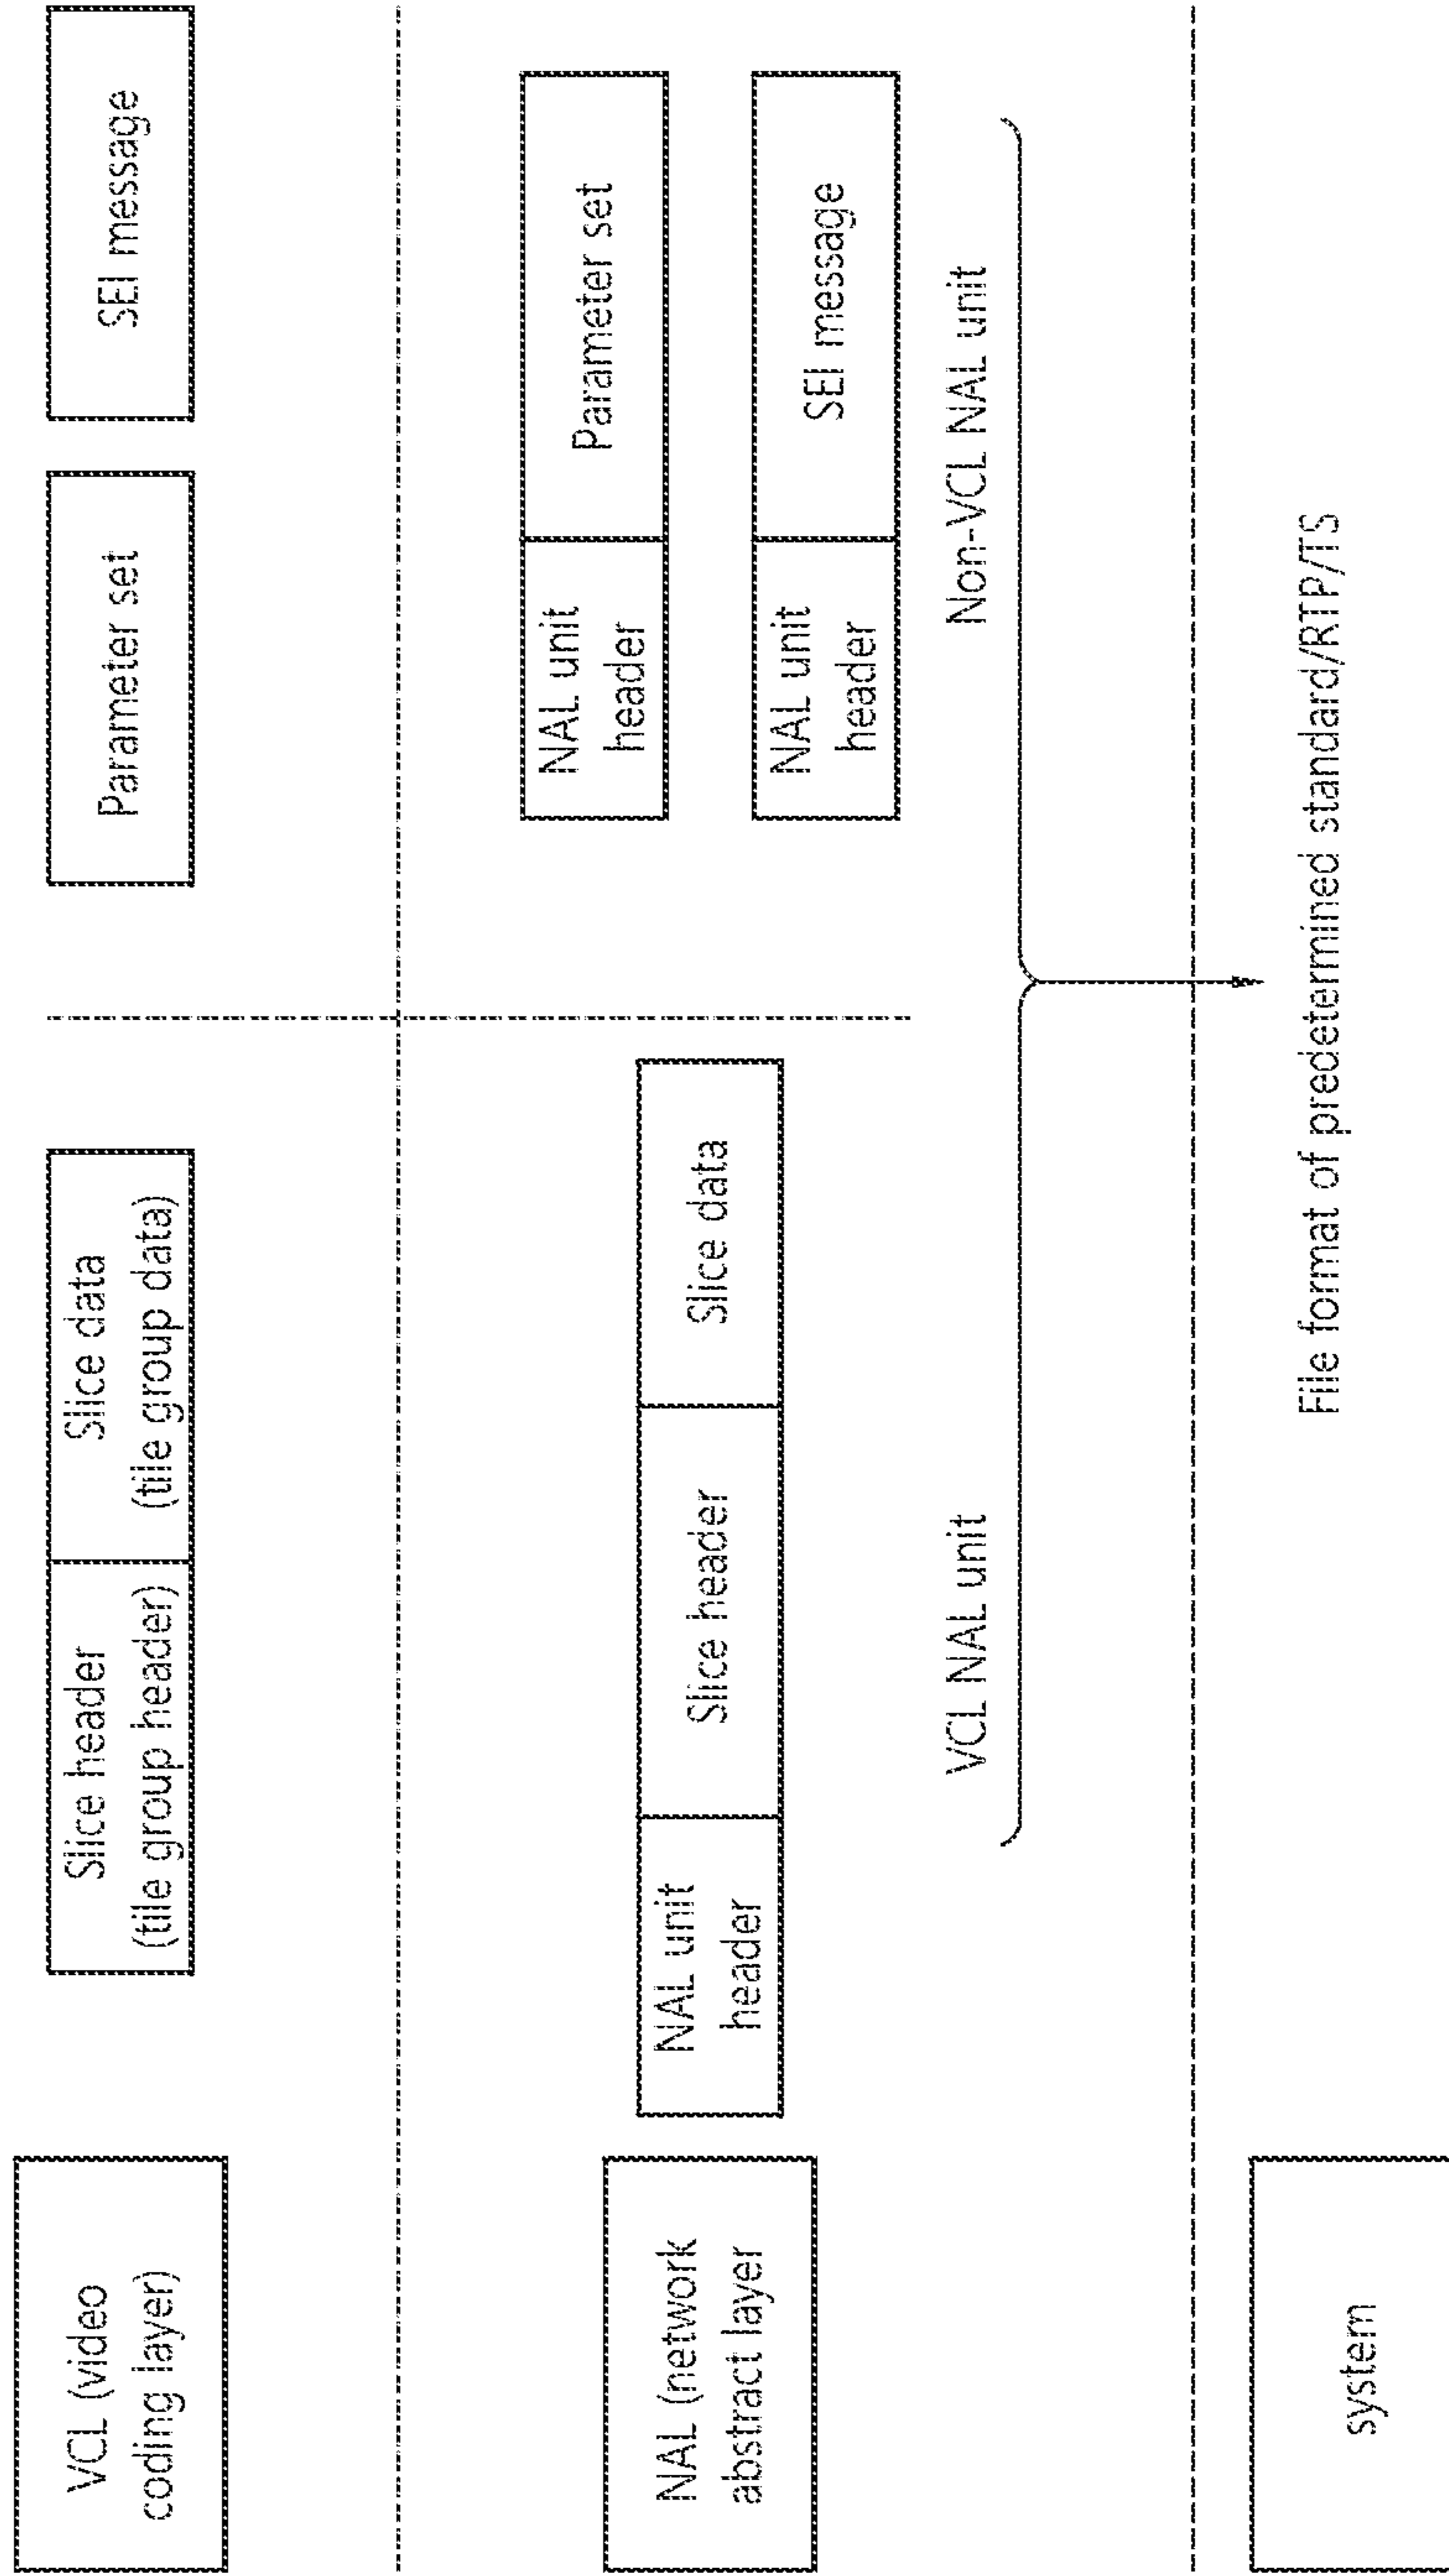 VCL (video
coding layer)
Slice header
(tile group header)
Slice data
(tile group data)
Parameter set
SEI message
NAL (network
abstract layer
NAL unit
header
Slice header
Slice data
NAL unit
header
Parameter set
NAL unit
header
SEI message
VCL NAL unit
Non-VCL NAL unit
system
File format of predetermined standard/RTP/TS